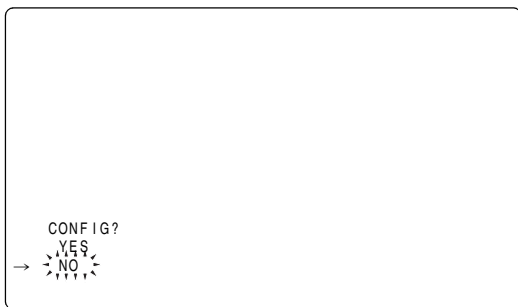 CONFIG?
YES
→ NO